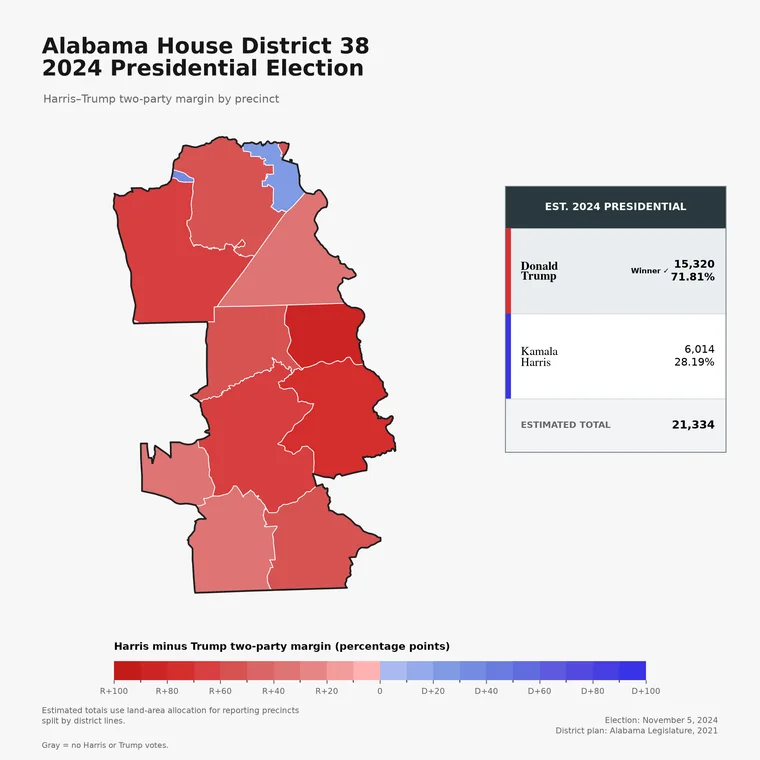 Alabama House District 38
2024 Presidential Election
Harris–Trump two-party margin by precinct
EST. 2024 PRESIDENTIAL
Donald
Trump
Winner ✓ 15,320
71.81%
Kamala
Harris
6,014
28.19%
ESTIMATED TOTAL 21,334
Harris minus Trump two-party margin (percentage points)
R+100 R+80 R+60 R+40 R+20 0 D+20 D+40 D+60 D+80 D+100
Estimated totals use land-area allocation for reporting precincts
split by district lines.
Gray = no Harris or Trump votes.
Election: November 5, 2024
District plan: Alabama Legislature, 2021